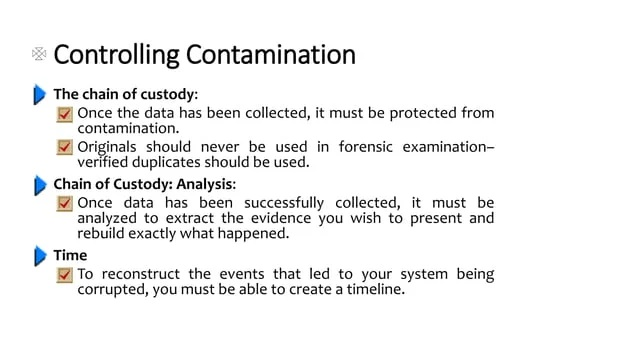 Controlling Contamination
The chain of custody:
Once the data has been collected, it must be protected from
contamination.
Originals should never be used in forensic examination–
verified duplicates should be used.
Chain of Custody: Analysis:
Once data has been successfully collected, it must be
analyzed to extract the evidence you wish to present and
rebuild exactly what happened.
Time
To reconstruct the events that led to your system being
corrupted, you must be able to create a timeline.